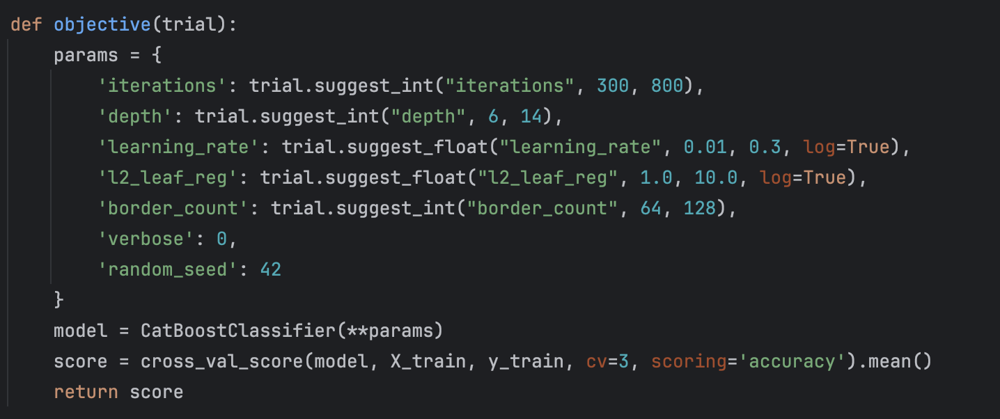 def objective(trial):
    params = {
        'iterations': trial.suggest_int("iterations", 300, 800),
        'depth': trial.suggest_int("depth", 6, 14),
        'learning_rate': trial.suggest_float("learning_rate", 0.01, 0.3, log=True),
        'l2_leaf_reg': trial.suggest_float("l2_leaf_reg", 1.0, 10.0, log=True),
        'border_count': trial.suggest_int("border_count", 64, 128),
        'verbose': 0,
        'random_seed': 42
    }
    model = CatBoostClassifier(**params)
    score = cross_val_score(model, X_train, y_train, cv=3, scoring='accuracy').mean()
    return score